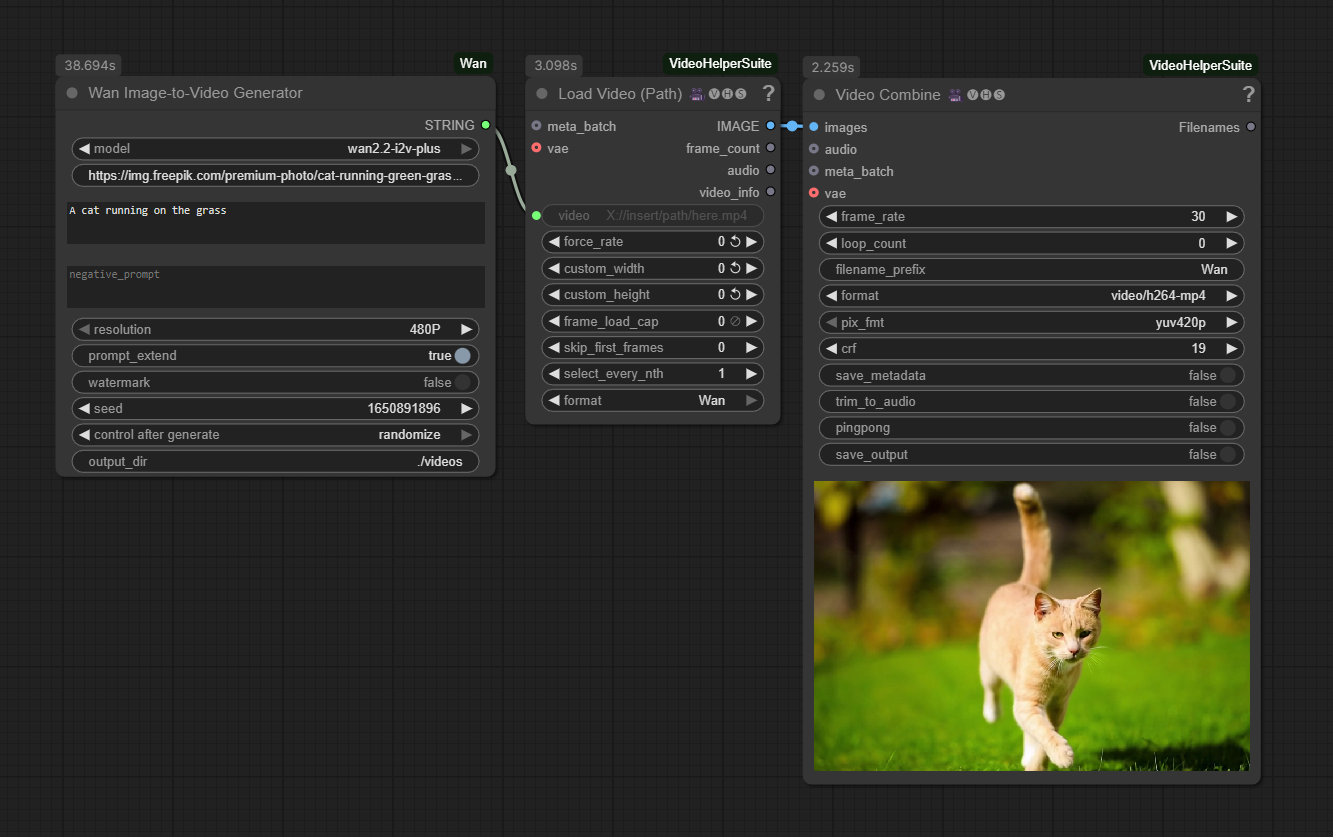 38.694s
Wan
Wan Image-to-Video Generator
STRING
model wan2.2-i2v-plus
https://img.freepik.com/premium-photo/cat-running-green-gras...
A cat running on the grass
negative_prompt
resolution 480P
prompt_extend true
watermark false
seed 1650891896
control after generate randomize
output_dir ./videos
3.098s
VideoHelperSuite
Load Video (Path) VHS ?
meta_batch IMAGE
vae frame_count
audio
video_info
video X://insert/path/here.mp4
force_rate 0
custom_width 0
custom_height 0
frame_load_cap 0
skip_first_frames 0
select_every_nth 1
format Wan
2.259s
VideoHelperSuite
Video Combine VHS ?
images Filenames
audio
meta_batch
vae
frame_rate 30
loop_count 0
filename_prefix Wan
format video/h264-mp4
pix_fmt yuv420p
crf 19
save_metadata false
trim_to_audio false
pingpong false
save_output false